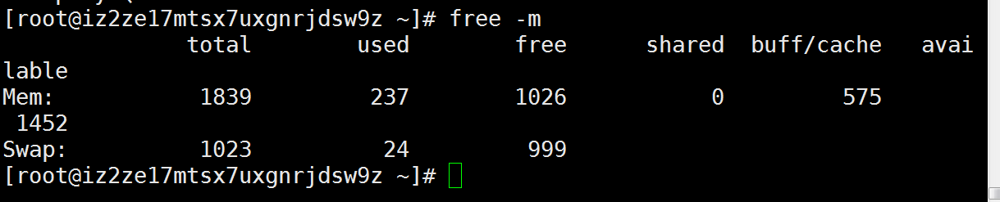 [root@iz2ze17mtsx7uxgnrjdsw9z ~]# free -m
              total        used        free      shared  buff/cache   avai
lable
Mem:           1839         237        1026           0         575
 1452
Swap:          1023          24         999
[root@iz2ze17mtsx7uxgnrjdsw9z ~]#